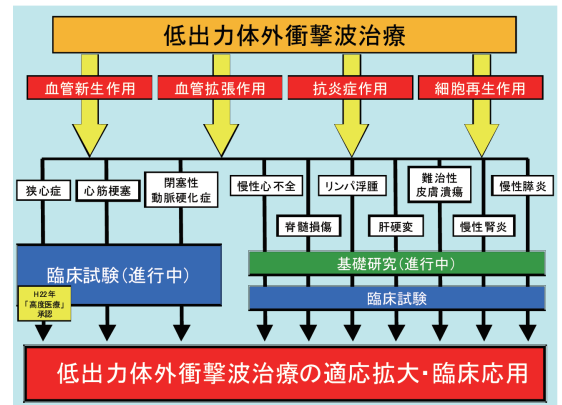 低出力体外衝撃波治療
血管新生作用
血管拡張作用
抗炎症作用
細胞再生作用
狭心症
心筋梗塞
閉塞性
動脈硬化症
慢性心不全
リンパ浮腫
難治性
皮膚潰瘍
慢性膵炎
脊髄損傷
肝硬変
慢性腎炎
臨床試験(進行中)
基礎研究(進行中)
臨床試験
H22年
「高度医療」
承認
低出力体外衝撃波治療の適応拡大・臨床応用